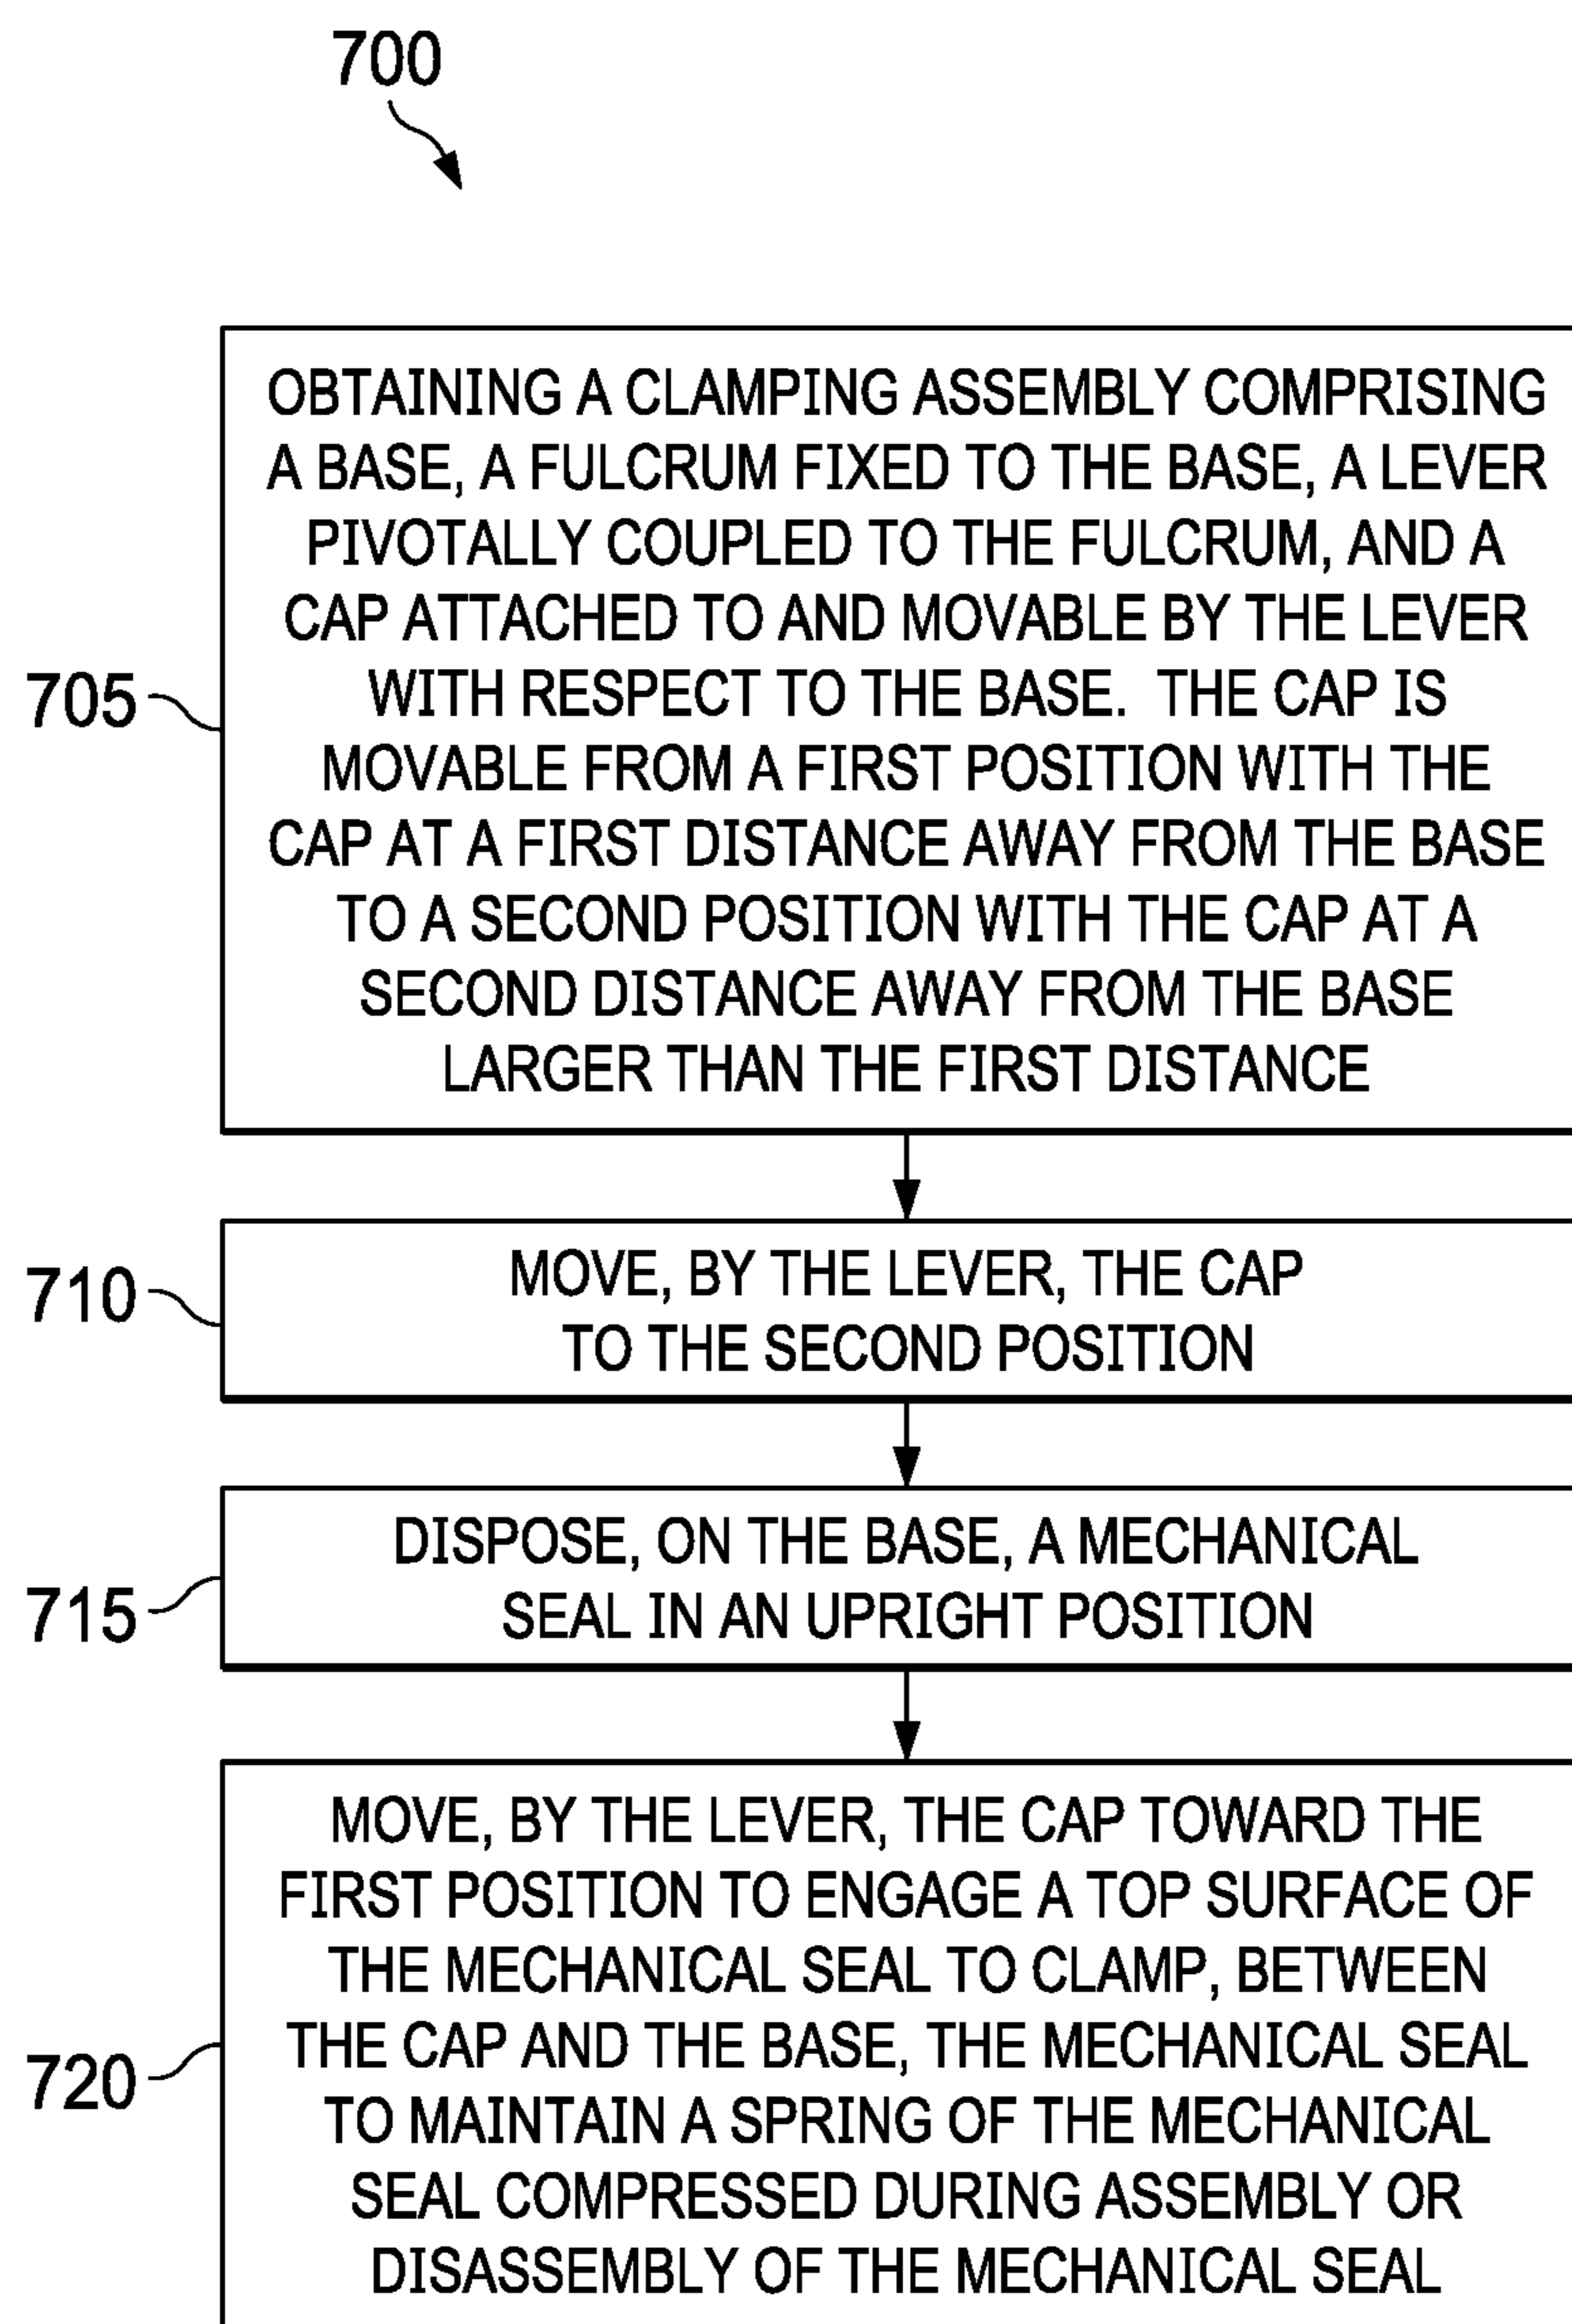 700
OBTAINING A CLAMPING ASSEMBLY COMPRISING
A BASE, A FULCRUM FIXED TO THE BASE, A LEVER
PIVOTALLY COUPLED TO THE FULCRUM, AND A
CAP ATTACHED TO AND MOVABLE BY THE LEVER
WITH RESPECT TO THE BASE. THE CAP IS
MOVABLE FROM A FIRST POSITION WITH THE
CAP AT A FIRST DISTANCE AWAY FROM THE BASE
TO A SECOND POSITION WITH THE CAP AT A
SECOND DISTANCE AWAY FROM THE BASE
LARGER THAN THE FIRST DISTANCE
705
MOVE, BY THE LEVER, THE CAP
TO THE SECOND POSITION
710
DISPOSE, ON THE BASE, A MECHANICAL
SEAL IN AN UPRIGHT POSITION
715
MOVE, BY THE LEVER, THE CAP TOWARD THE
FIRST POSITION TO ENGAGE A TOP SURFACE OF
THE MECHANICAL SEAL TO CLAMP, BETWEEN
THE CAP AND THE BASE, THE MECHANICAL SEAL
TO MAINTAIN A SPRING OF THE MECHANICAL
SEAL COMPRESSED DURING ASSEMBLY OR
DISASSEMBLY OF THE MECHANICAL SEAL
720